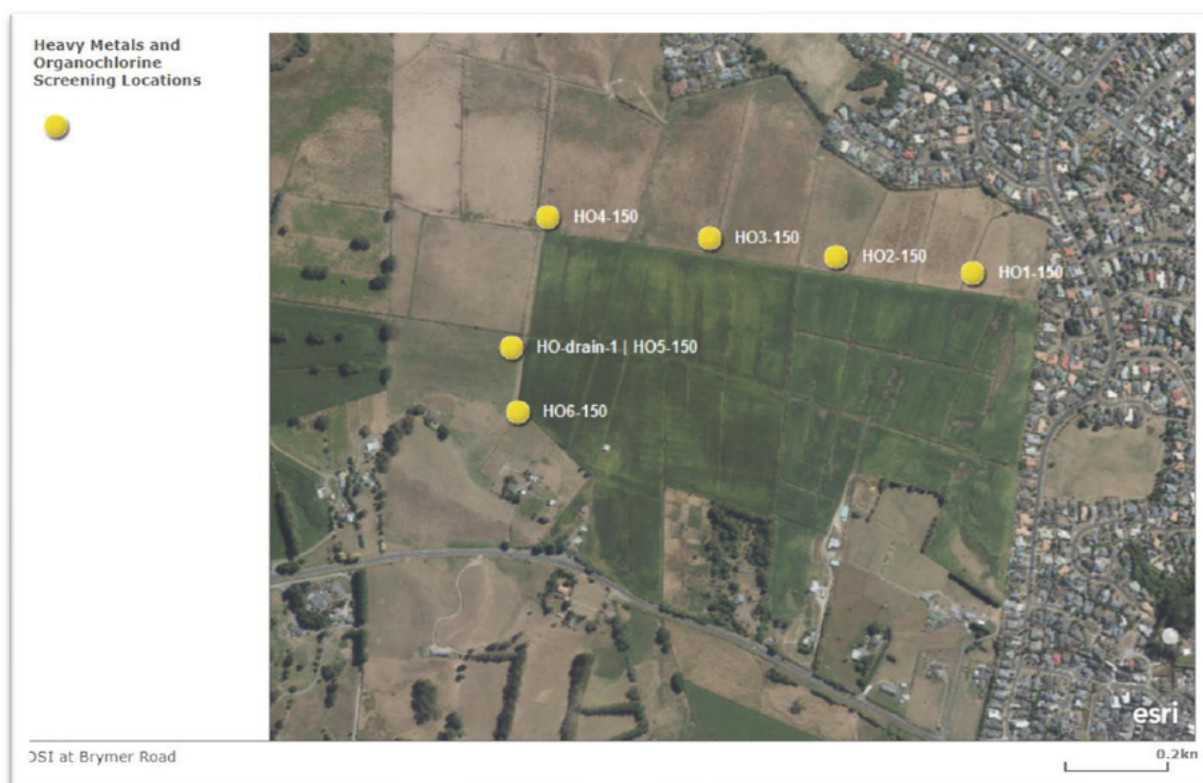 Heavy Metals and
Organochlorine
Screening Locations
HO4-150
HO3-150
HO2-150
HO1-150
HO-drain-1 | HO5-150
HO6-150
esri
DSI at Brymer Road
0.2kn